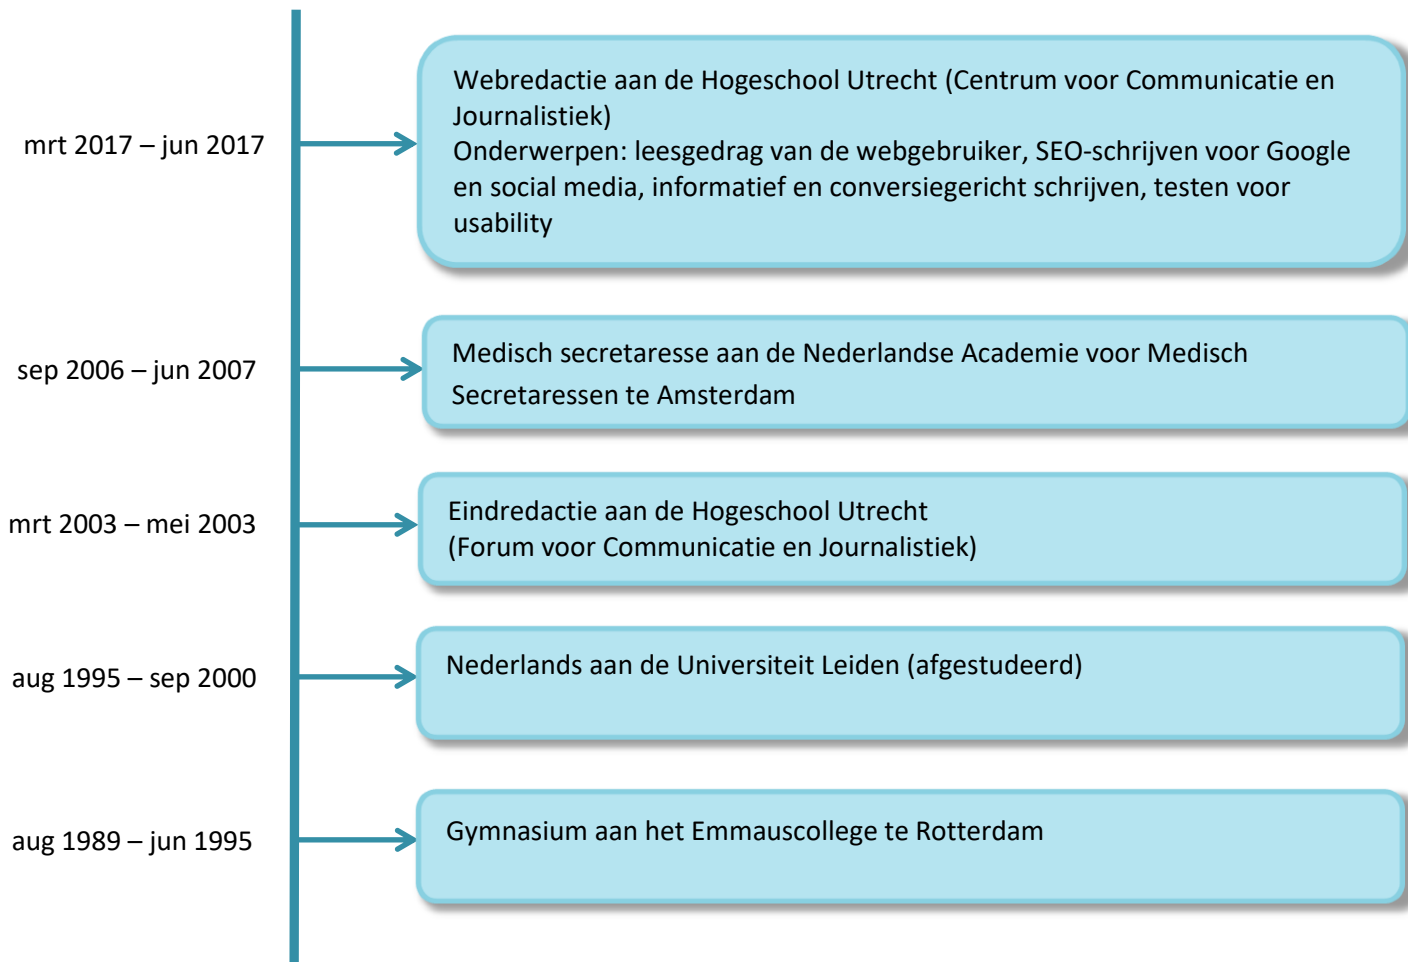 mrt 2017 – jun 2017
Webredactie aan de Hogeschool Utrecht (Centrum voor Communicatie en
Journalistiek)
Onderwerpen: leesgedrag van de webgebruiker, SEO-schrijven voor Google
en social media, informatief en conversiegericht schrijven, testen voor
usability
sep 2006 – jun 2007
Medisch secretaresse aan de Nederlandse Academie voor Medisch
Secretaressen te Amsterdam
mrt 2003 – mei 2003
Eindredactie aan de Hogeschool Utrecht
(Forum voor Communicatie en Journalistiek)
aug 1995 – sep 2000
Nederlands aan de Universiteit Leiden (afgestudeerd)
aug 1989 – jun 1995
Gymnasium aan het Emmauscollege te Rotterdam